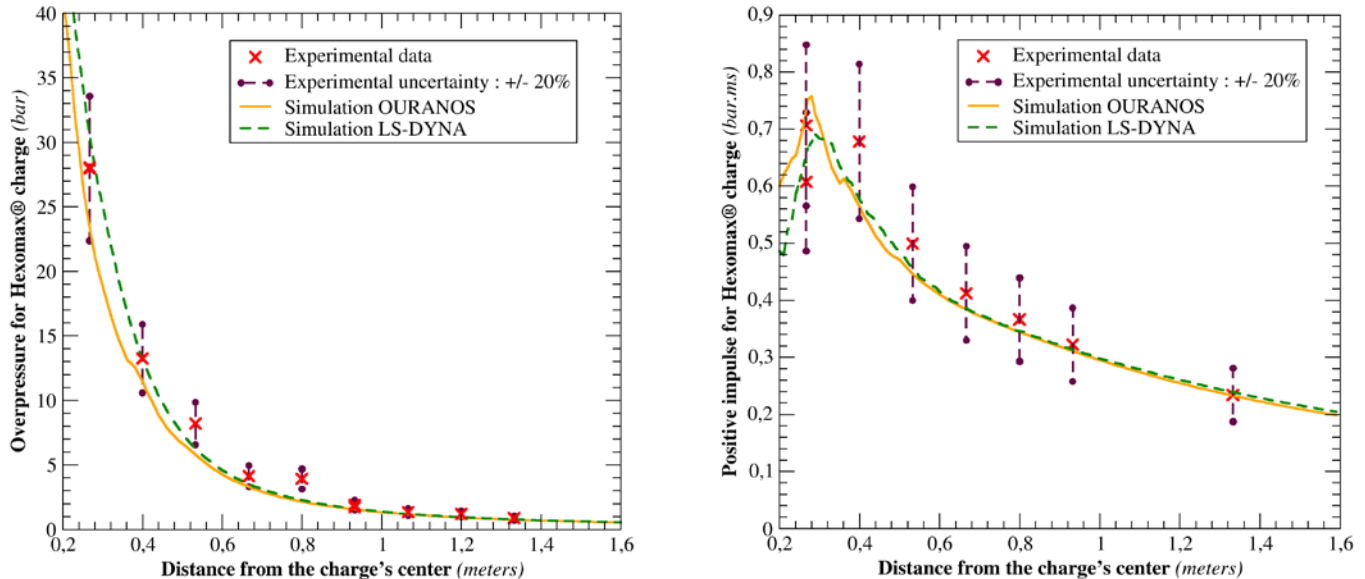 Overpressure for Hexomax® charge (bar)
40
35
30
25
20
15
10
5
0
0,2
0,4
0,6
0,8
1
1,2
1,4
1,6
Distance from the charge's center (meters)
Experimental data
Experimental uncertainty : +/- 20%
Simulation OURANOS
Simulation LS-DYNA
Positive impulse for Hexomax® charge (bar.ms)
0,9
0,8
0,7
0,6
0,5
0,4
0,3
0,2
0,1
0
0,2
0,4
0,6
0,8
1
1,2
1,4
1,6
Distance from the charge's center (meters)
Experimental data
Experimental uncertainty : +/- 20%
Simulation OURANOS
Simulation LS-DYNA